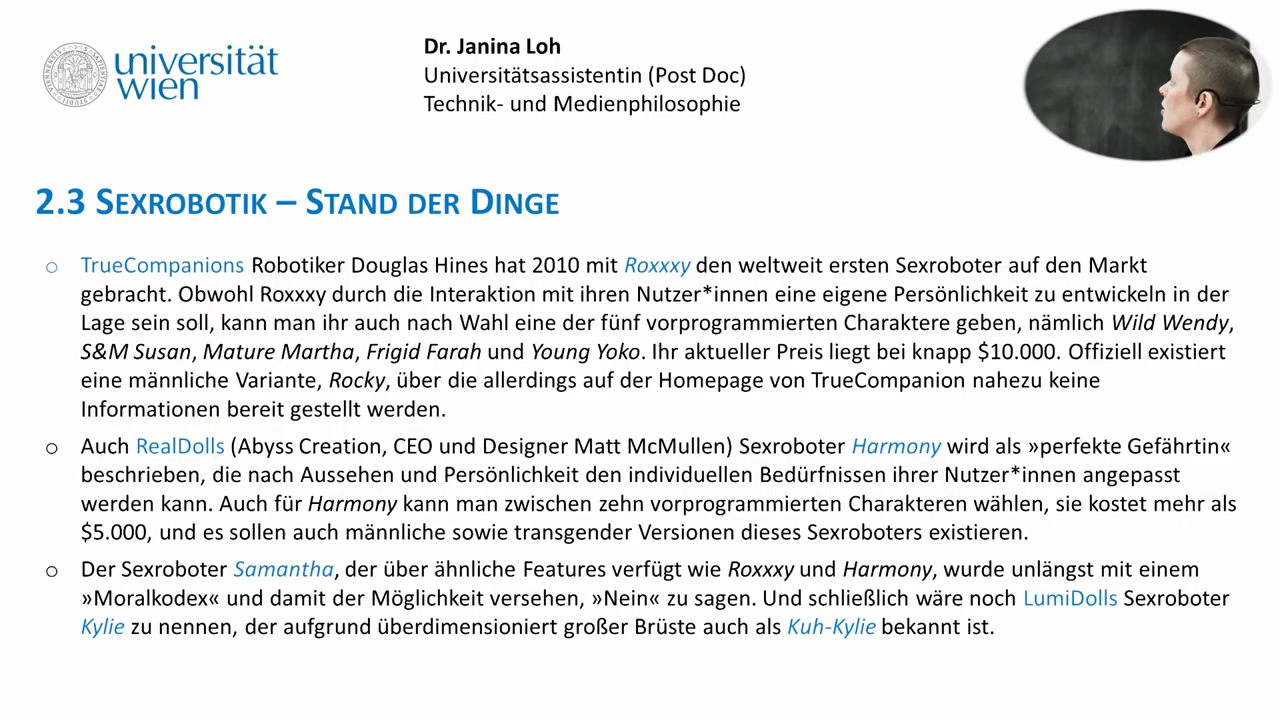 universität
wien
Dr. Janina Loh
Universitätsassistentin (Post Doc)
Technik- und Medienphilosophie
2.3 SEXROBOTIK – STAND DER DINGE
○ TrueCompanions Robotiker Douglas Hines hat 2010 mit Roxxxy den weltweit ersten Sexroboter auf den Markt
gebracht. Obwohl Roxxxy durch die Interaktion mit ihren Nutzer*innen eine eigene Persönlichkeit zu entwickeln in der
Lage sein soll, kann man ihr auch nach Wahl eine der fünf vorprogrammierten Charaktere geben, nämlich Wild Wendy,
S&M Susan, Mature Martha, Frigid Farah und Young Yoko. Ihr aktueller Preis liegt bei knapp $10.000. Offiziell existiert
eine männliche Variante, Rocky, über die allerdings auf der Homepage von TrueCompanion nahezu keine
Informationen bereit gestellt werden.
○ Auch RealDolls (Abyss Creation, CEO und Designer Matt McMullen) Sexroboter Harmony wird als »perfekte Gefährtin«
beschrieben, die nach Aussehen und Persönlichkeit den individuellen Bedürfnissen ihrer Nutzer*innen angepasst
werden kann. Auch für Harmony kann man zwischen zehn vorprogrammierten Charakteren wählen, sie kostet mehr als
$5.000, und es sollen auch männliche sowie transgender Versionen dieses Sexroboters existieren.
○ Der Sexroboter Samantha, der über ähnliche Features verfügt wie Roxxxy und Harmony, wurde unlängst mit einem
»Moralkodex« und damit der Möglichkeit versehen, »Nein« zu sagen. Und schließlich wäre noch LumiDolls Sexroboter
Kylie zu nennen, der aufgrund überdimensioniert großer Brüste auch als Kuh-Kylie bekannt ist.